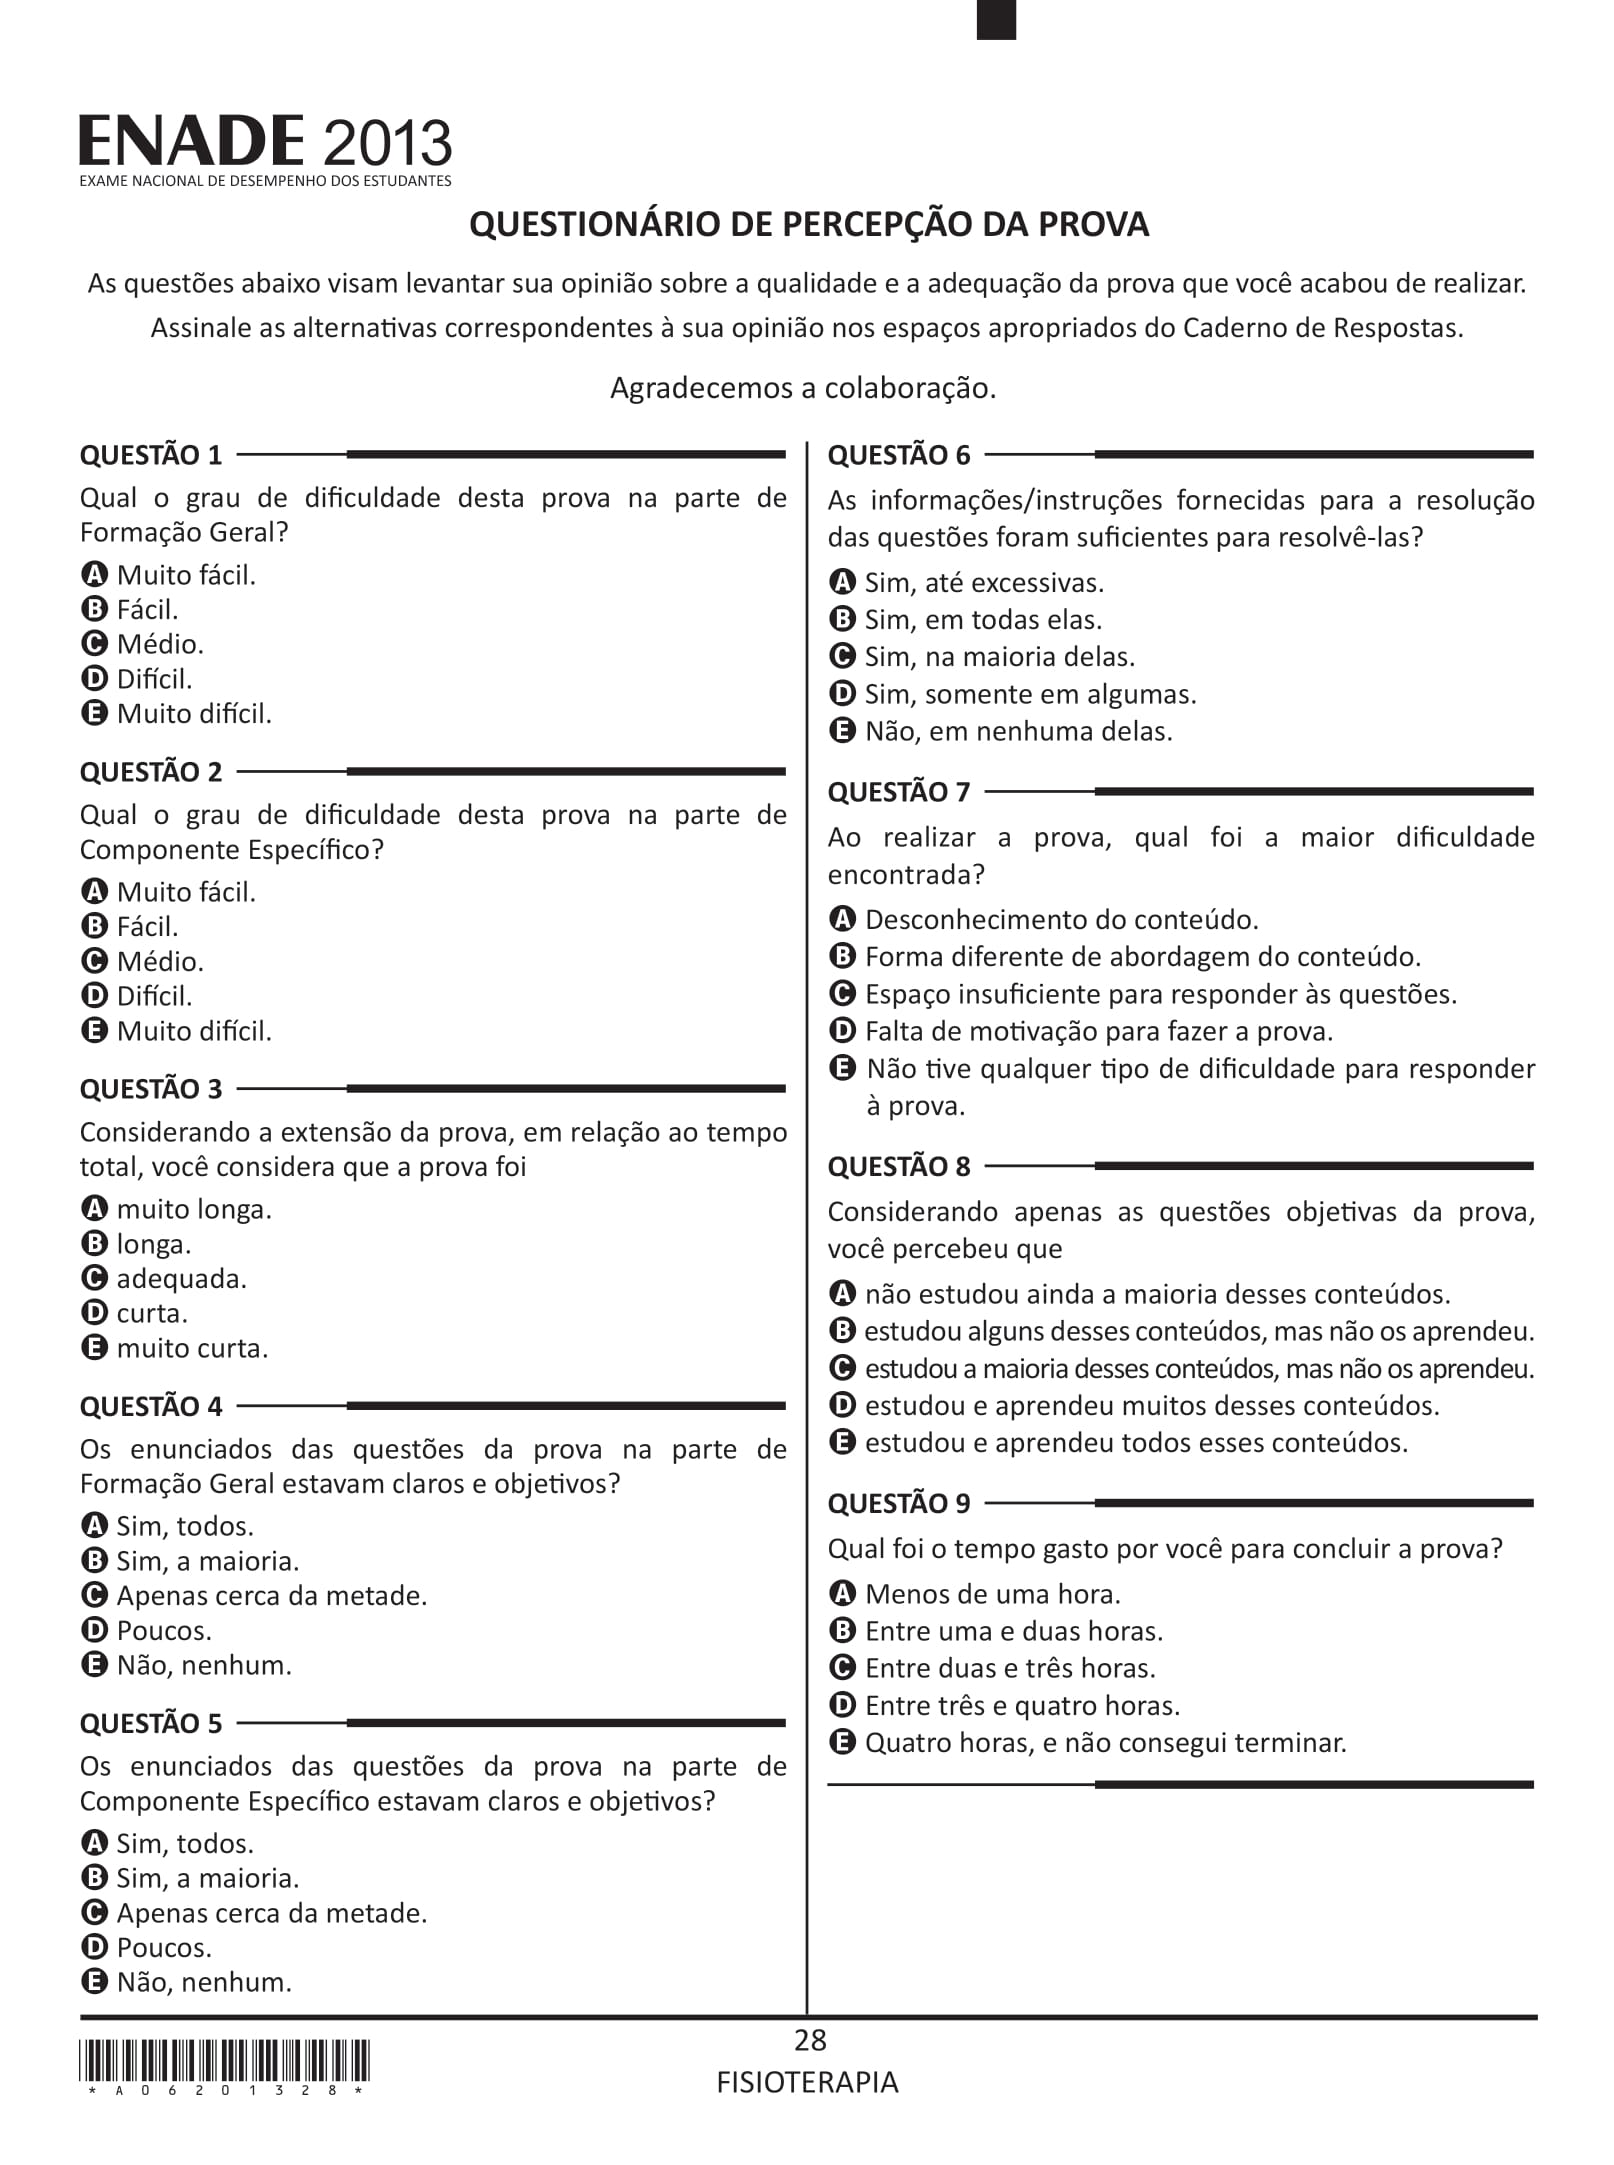 ENADE 2013
EXAME NACIONAL DE DESEMPENHO DOS ESTUDANTES
QUESTIONÁRIO DE PERCEPÇÃO DA PROVA
As questões abaixo visam levantar sua opinião sobre a qualidade e a adequação da prova que você acabou de realizar.
Assinale as alternativas correspondentes à sua opinião nos espaços apropriados do Caderno de Respostas.
Agradecemos a colaboração.
QUESTÃO 1
Qual o grau de dificuldade desta prova na parte de
Formação Geral?
A Muito fácil.
B Fácil.
C Médio.
D Difícil.
E Muito difícil.
QUESTÃO 2
Qual o grau de dificuldade desta prova na parte de
Componente Específico?
A Muito fácil.
B Fácil.
C Médio.
D Difícil.
E Muito difícil.
QUESTÃO 3
Considerando a extensão da prova, em relação ao tempo
total, você considera que a prova foi
A muito longa.
B longa.
C adequada.
D curta.
E muito curta.
QUESTÃO 4
Os enunciados das questões da prova na parte de
Formação Geral estavam claros e objetivos?
A Sim, todos.
B Sim, a maioria.
C Apenas cerca da metade.
D Poucos.
E Não, nenhum.
QUESTÃO 5
Os enunciados das questões da prova na parte de
Componente Específico estavam claros e objetivos?
A Sim, todos.
B Sim, a maioria.
C Apenas cerca da metade.
D Poucos.
E Não, nenhum.
QUESTÃO 6
As informações/instruções fornecidas para a resolução
das questões foram suficientes para resolvê-las?
A Sim, até excessivas.
B Sim, em todas elas.
C Sim, na maioria delas.
D Sim, somente em algumas.
E Não, em nenhuma delas.
QUESTÃO 7
Ao realizar a prova, qual foi a maior dificuldade
encontrada?
A Desconhecimento do conteúdo.
B Forma diferente de abordagem do conteúdo.
C Espaço insuficiente para responder às questões.
D Falta de motivação para fazer a prova.
E Não tive qualquer tipo de dificuldade para responder
à prova.
QUESTÃO 8
Considerando apenas as questões objetivas da prova,
você percebeu que
A não estudou ainda a maioria desses conteúdos.
B estudou alguns desses conteúdos, mas não os aprendeu.
C estudou a maioria desses conteúdos, mas não os aprendeu.
D estudou e aprendeu muitos desses conteúdos.
E estudou e aprendeu todos esses conteúdos.
QUESTÃO 9
Qual foi o tempo gasto por você para concluir a prova?
A Menos de uma hora.
B Entre uma e duas horas.
C Entre duas e três horas.
D Entre três e quatro horas.
E Quatro horas, e não consegui terminar.
* A 0 6 2 0 1 3 2 8 *
28
FISIOTERAPIA